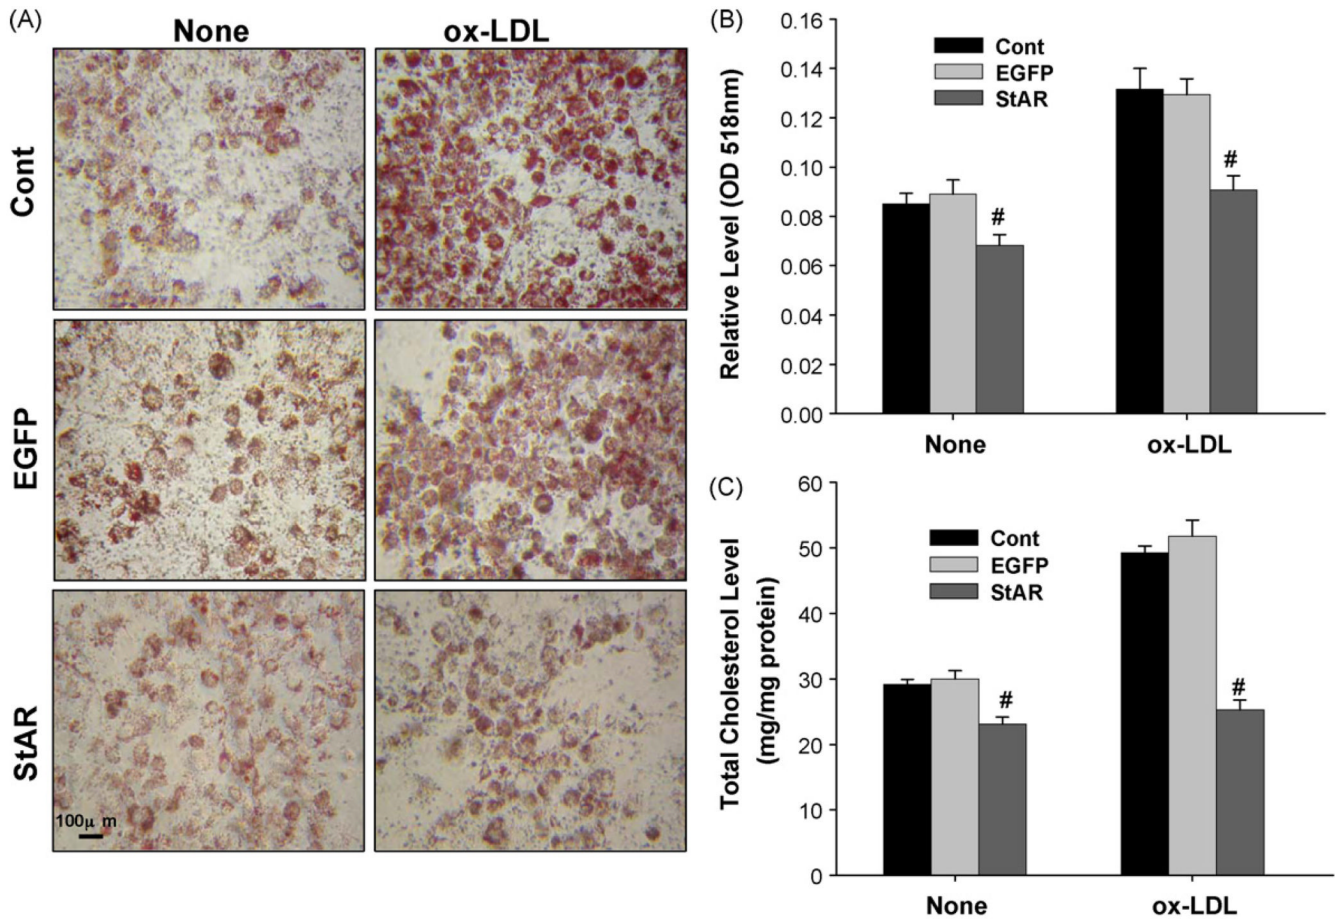 (A)
None
ox-LDL
Cont
EGFP
StAR
100μ m
(B)
Relative Level (OD 518nm)
0.16
0.14
0.12
0.10
0.08
0.06
0.04
0.02
0.00
Cont
EGFP
StAR
#
#
None
ox-LDL
(C)
Total Cholesterol Level
(mg/mg protein)
60
50
40
30
20
10
0
Cont
EGFP
StAR
#
#
None
ox-LDL